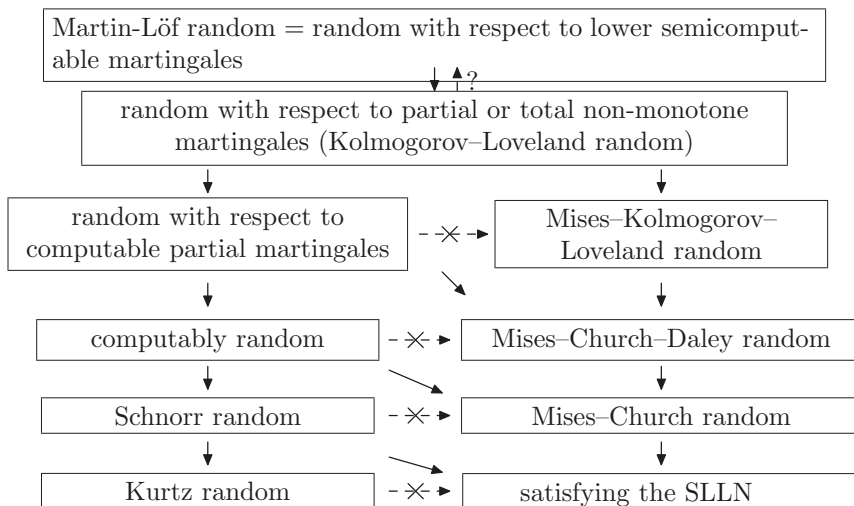 Martin-Löf random = random with respect to lower semicomput-
able martingales
?
random with respect to partial or total non-monotone
martingales (Kolmogorov–Loveland random)
random with respect to
computable partial martingales
Mises–Kolmogorov–
Loveland random
computably random
Mises–Church–Daley random
Schnorr random
Mises–Church random
Kurtz random
satisfying the SLLN